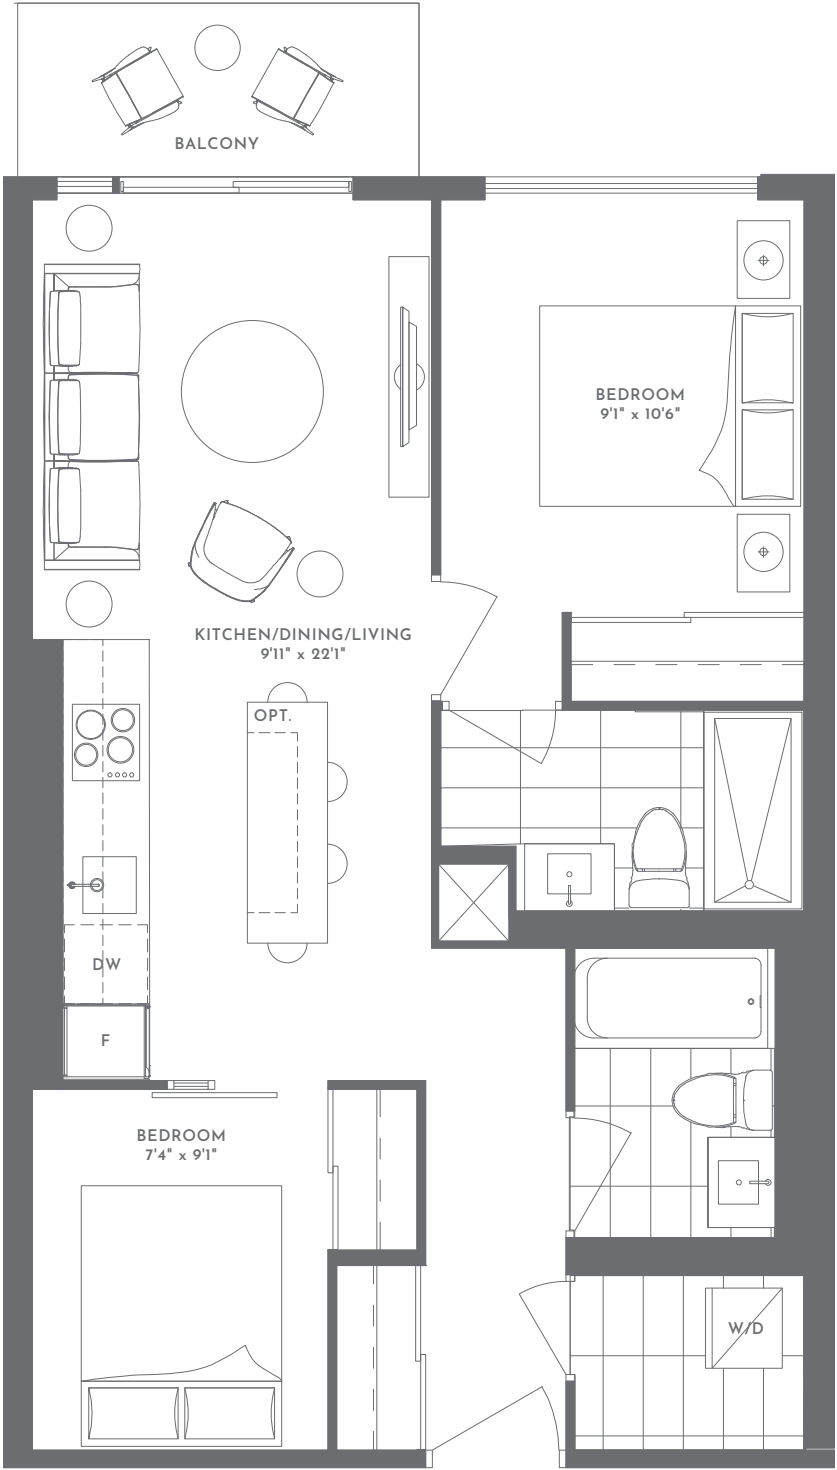 BALCONY
BEDROOM
9'1" x 10'6"
KITCHEN/DINING/LIVING
9'11" x 22'1"
OPT.
DW
F
BEDROOM
7'4" x 9'1"
W/D